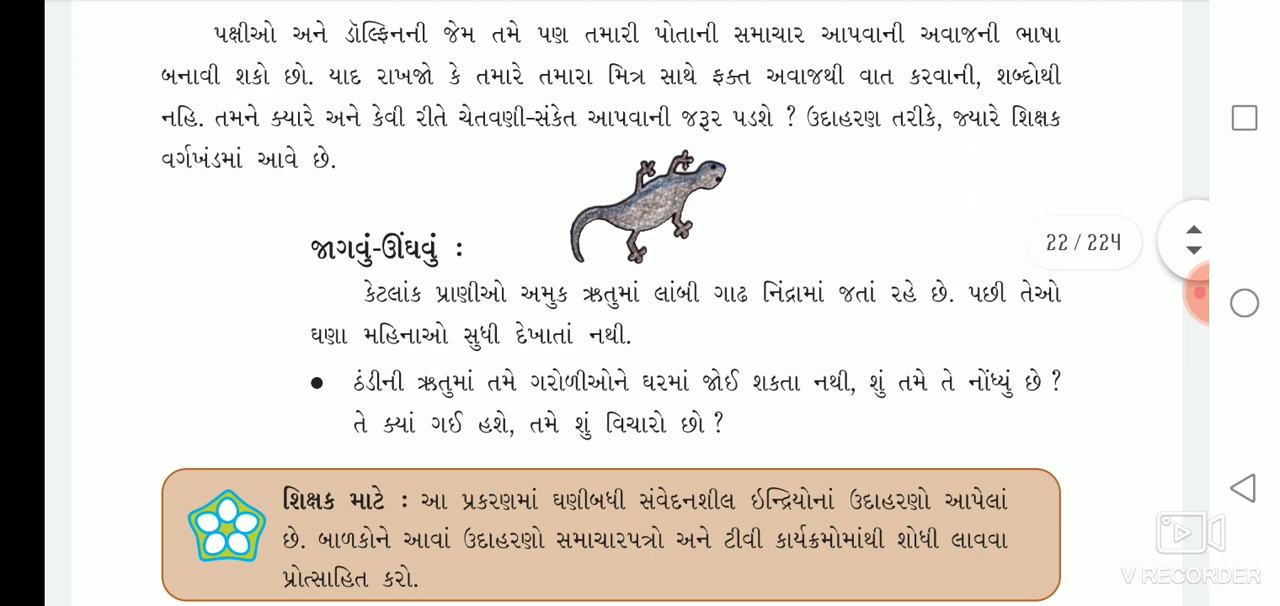 પક્ષીઓ અને ડૉલ્ફિનની જેમ તમે પણ તમારી પોતાની સમાચાર આપવાની અવાજની ભાષા
બનાવી શકો છો. યાદ રાખજો કે તમારે તમારા મિત્ર સાથે ફક્ત અવાજથી વાત કરવાની, શબ્દોથી
નહિ. તમને ક્યારે અને કેવી રીતે ચેતવણી-સંકેત આપવાની જરૂર પડશે ? ઉદાહરણ તરીકે, જ્યારે શિક્ષક
વર્ગખંડમાં આવે છે.
જાગવું-ઊંઘવું :
22 / 224
કેટલાંક પ્રાણીઓ અમુક ઋતુમાં લાંબી ગાઢ નિંદ્રામાં જતાં રહે છે. પછી તેઓ
ઘણા મહિનાઓ સુધી દેખાતાં નથી.
● ઠંડીની ઋતુમાં તમે ગરોળીઓને ઘરમાં જોઈ શકતા નથી, શું તમે તે નોંધ્યું છે ?
તે ક્યાં ગઈ હશે, તમે શું વિચારો છો ?
શિક્ષક માટે : આ પ્રકરણમાં ઘણીબધી સંવેદનશીલ ઇન્દ્રિયોનાં ઉદાહરણો આપેલાં
છે. બાળકોને આવાં ઉદાહરણો સમાચારપત્રો અને ટીવી કાર્યક્રમોમાંથી શોધી લાવવા
પ્રોત્સાહિત કરો.
V RECORDER